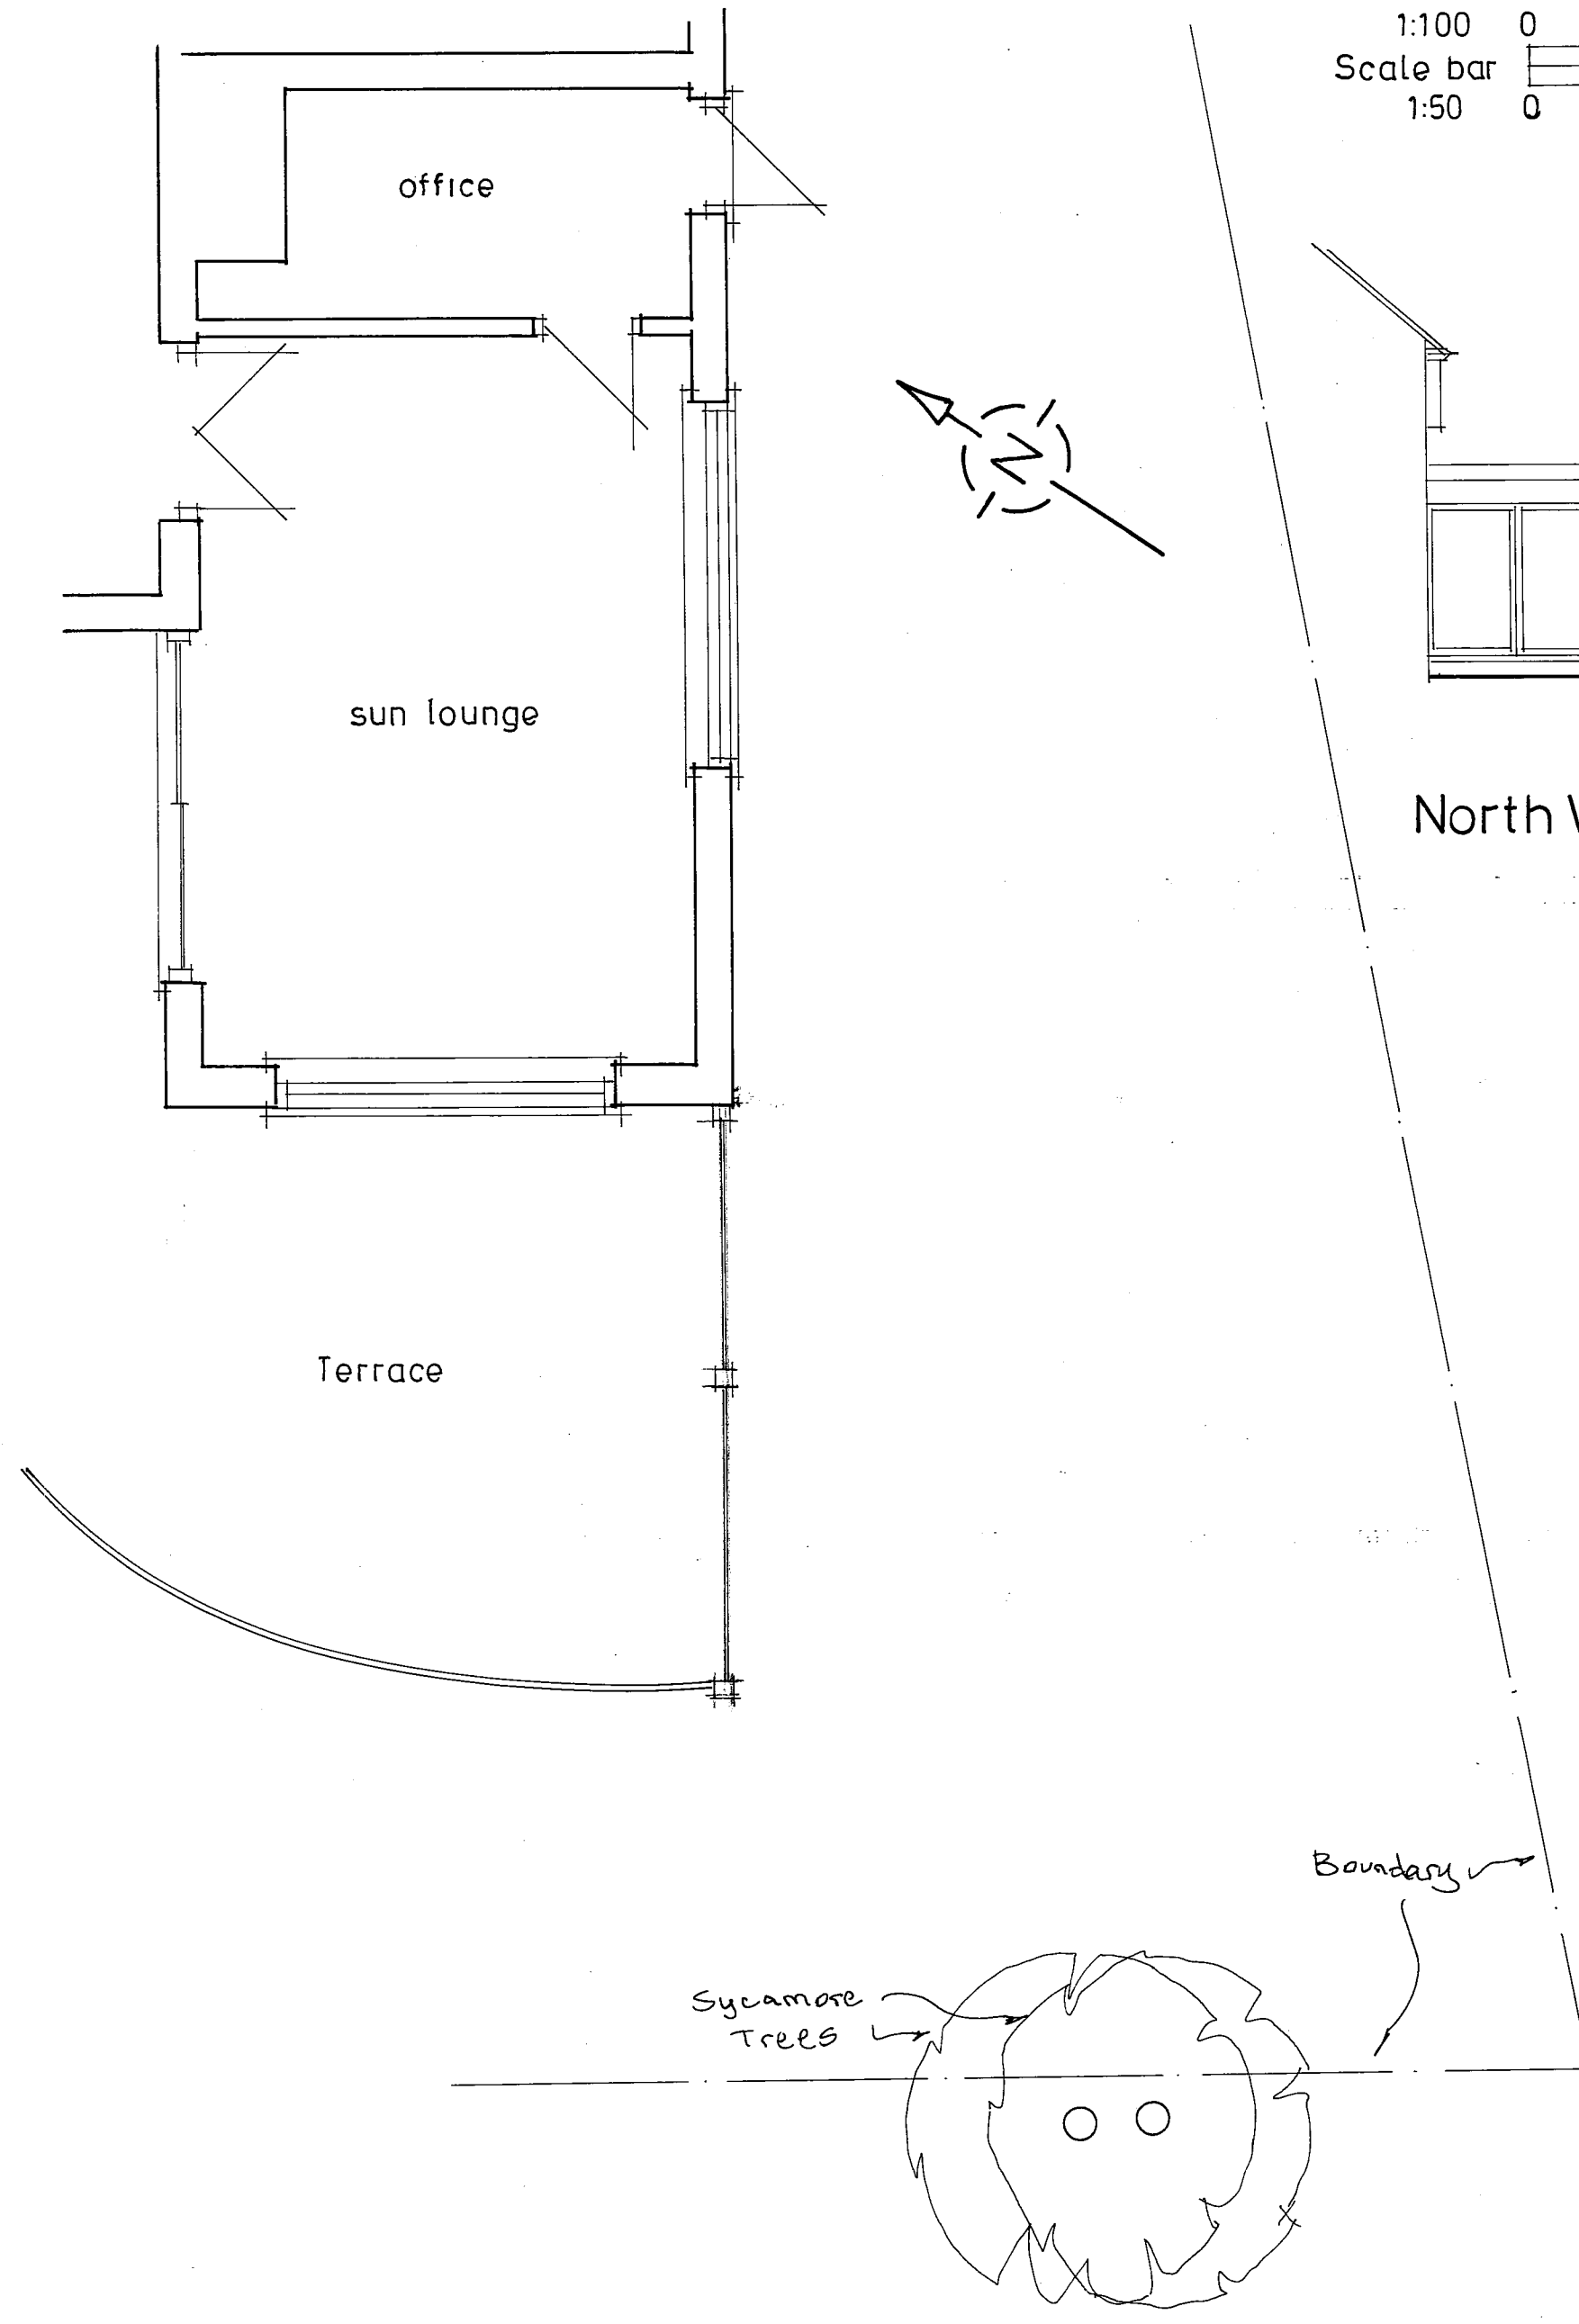 1:100 0
Scale bar
1:50 0
office
N
sun lounge
North
Terrace
Boundary
Sycamore
Trees